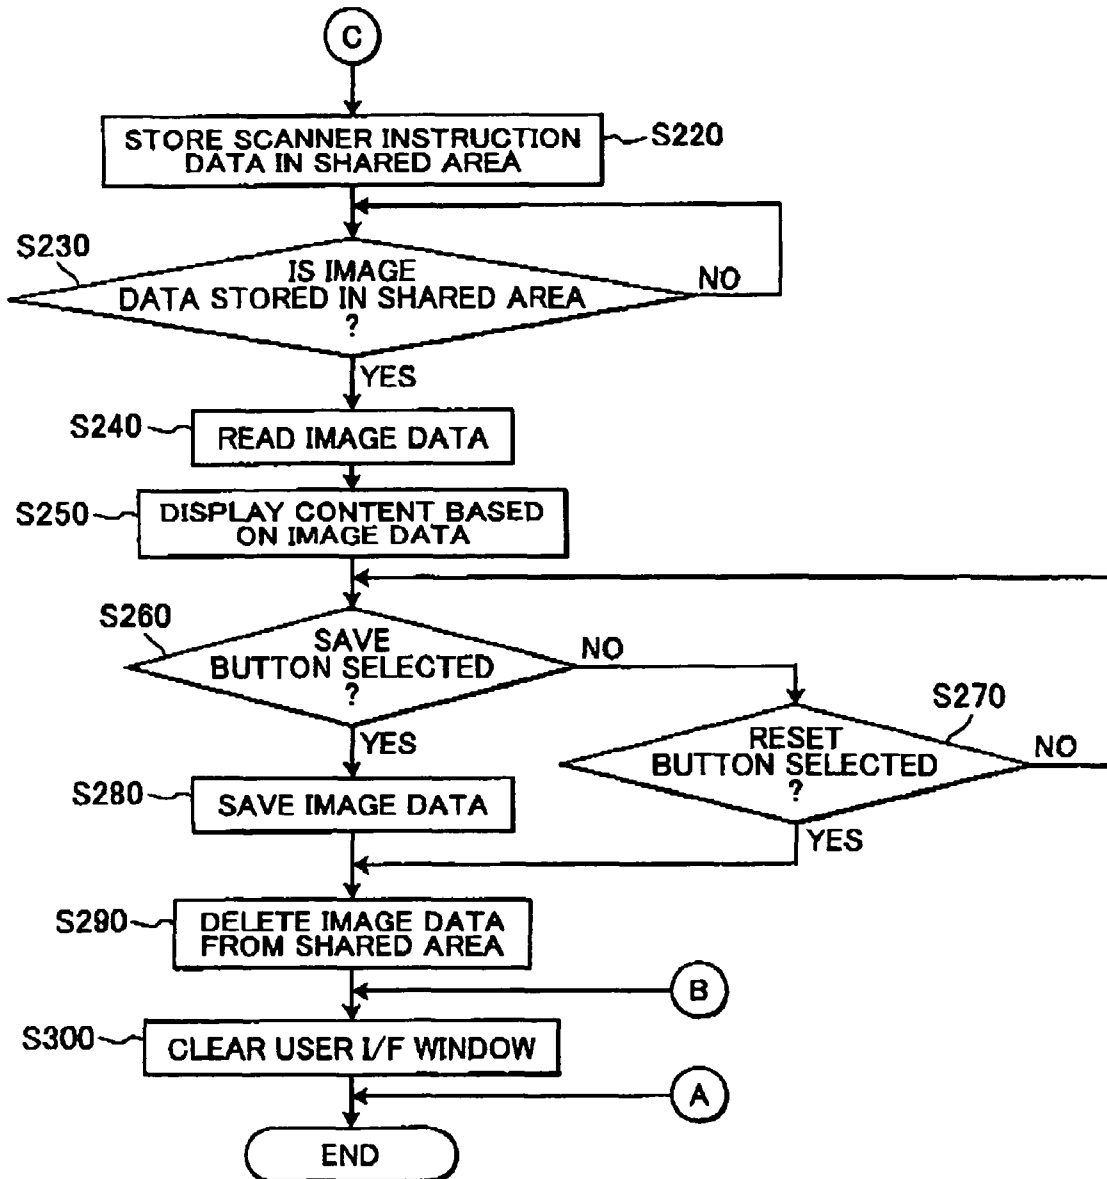 C
STORE SCANNER INSTRUCTION
DATA IN SHARED AREA
S220
S230
IS IMAGE
DATA STORED IN SHARED AREA
?
NO
YES
S240
READ IMAGE DATA
S250
DISPLAY CONTENT BASED
ON IMAGE DATA
S260
SAVE
BUTTON SELECTED
?
NO
S270
RESET
BUTTON SELECTED
?
NO
YES
YES
S280
SAVE IMAGE DATA
S290
DELETE IMAGE DATA
FROM SHARED AREA
B
S300
CLEAR USER I/F WINDOW
A
END